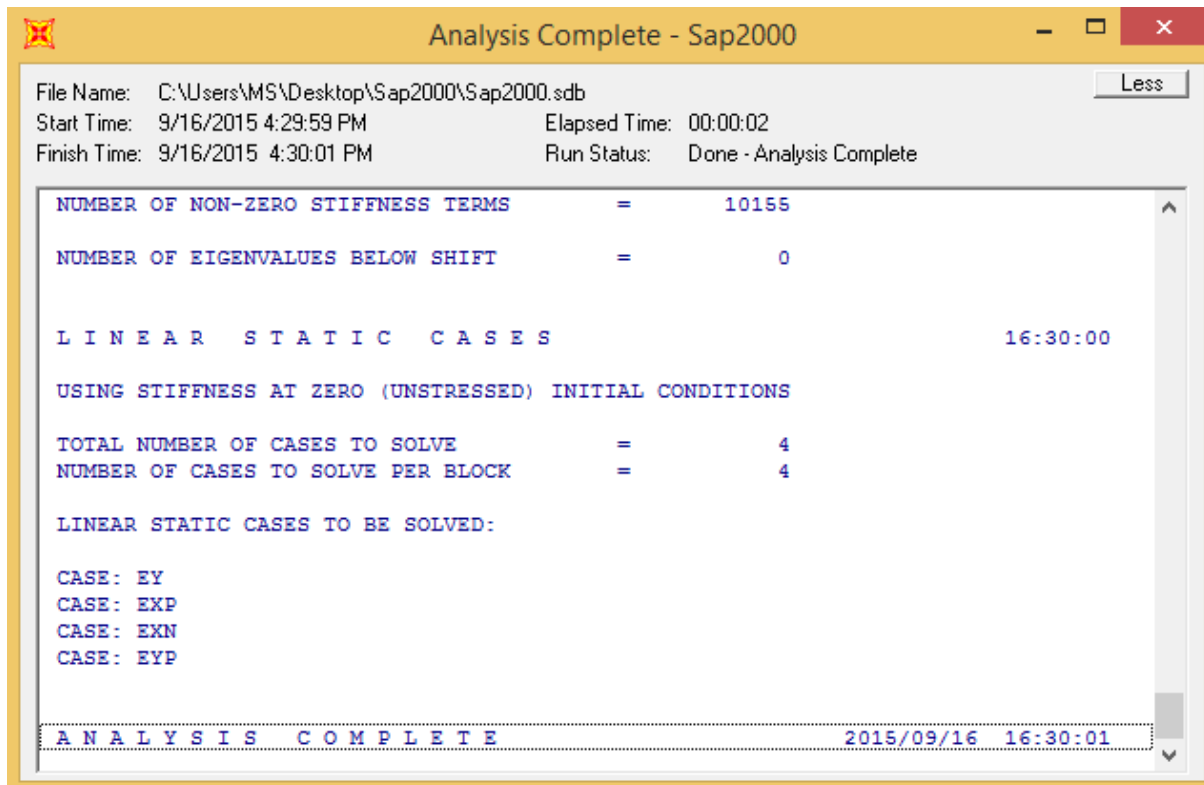 Analysis Complete - Sap2000
File Name: C:\Users\MS\Desktop\Sap2000\Sap2000.sdb
Less
Start Time: 9/16/2015 4:29:59 PM Elapsed Time: 00:00:02
Finish Time: 9/16/2015 4:30:01 PM Run Status: Done - Analysis Complete
NUMBER OF NON-ZERO STIFFNESS TERMS = 10155
NUMBER OF EIGENVALUES BELOW SHIFT = 0
L I N E A R S T A T I C C A S E S 16:30:00
USING STIFFNESS AT ZERO (UNSTRESSED) INITIAL CONDITIONS
TOTAL NUMBER OF CASES TO SOLVE = 4
NUMBER OF CASES TO SOLVE PER BLOCK = 4
LINEAR STATIC CASES TO BE SOLVED:
CASE: EY
CASE: EXP
CASE: EXN
CASE: EYP
A N A L Y S I S C O M P L E T E 2015/09/16 16:30:01